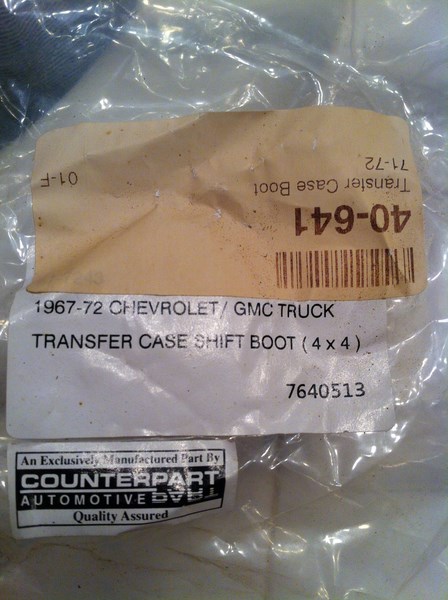 40-641
Transfer Case Boot
71-72
01-F
1967-72 CHEVROLET/ GMC TRUCK
TRANSFER CASE SHIFT BOOT ( 4 x 4 )
7640513
An Exclusively Manufactured Part By
COUNTERPART
AUTOMOTIVE PART
Quality Assured